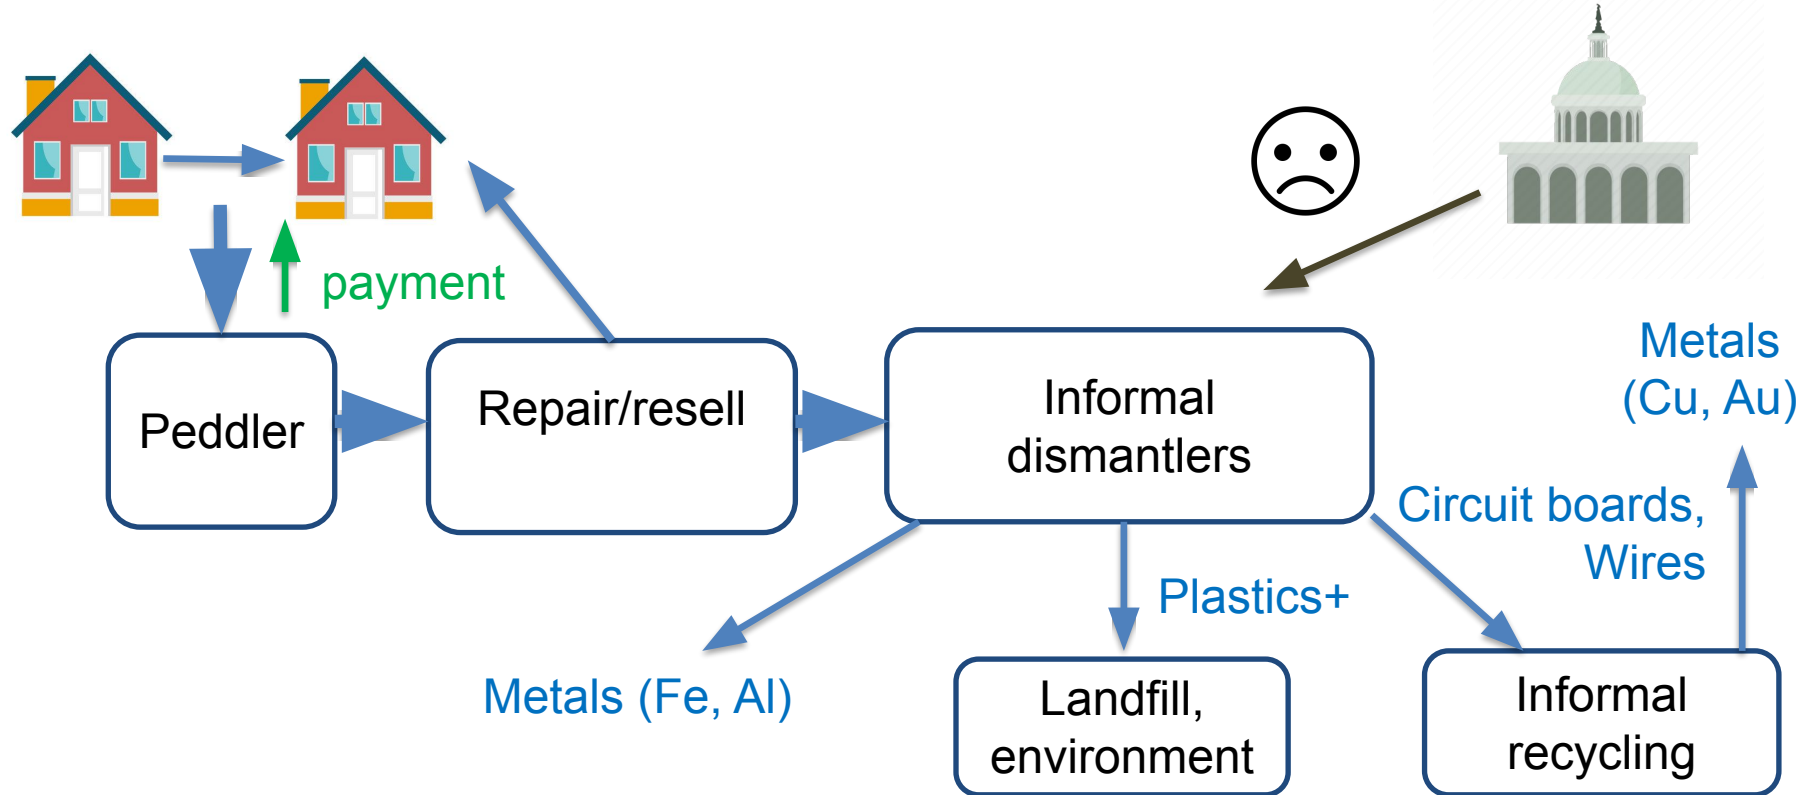 payment
Peddler
Repair/resell
Informal
dismantlers
Metals
(Cu, Au)
Circuit boards,
Wires
Plastics+
Metals (Fe, Al)
Landfill,
environment
Informal
recycling